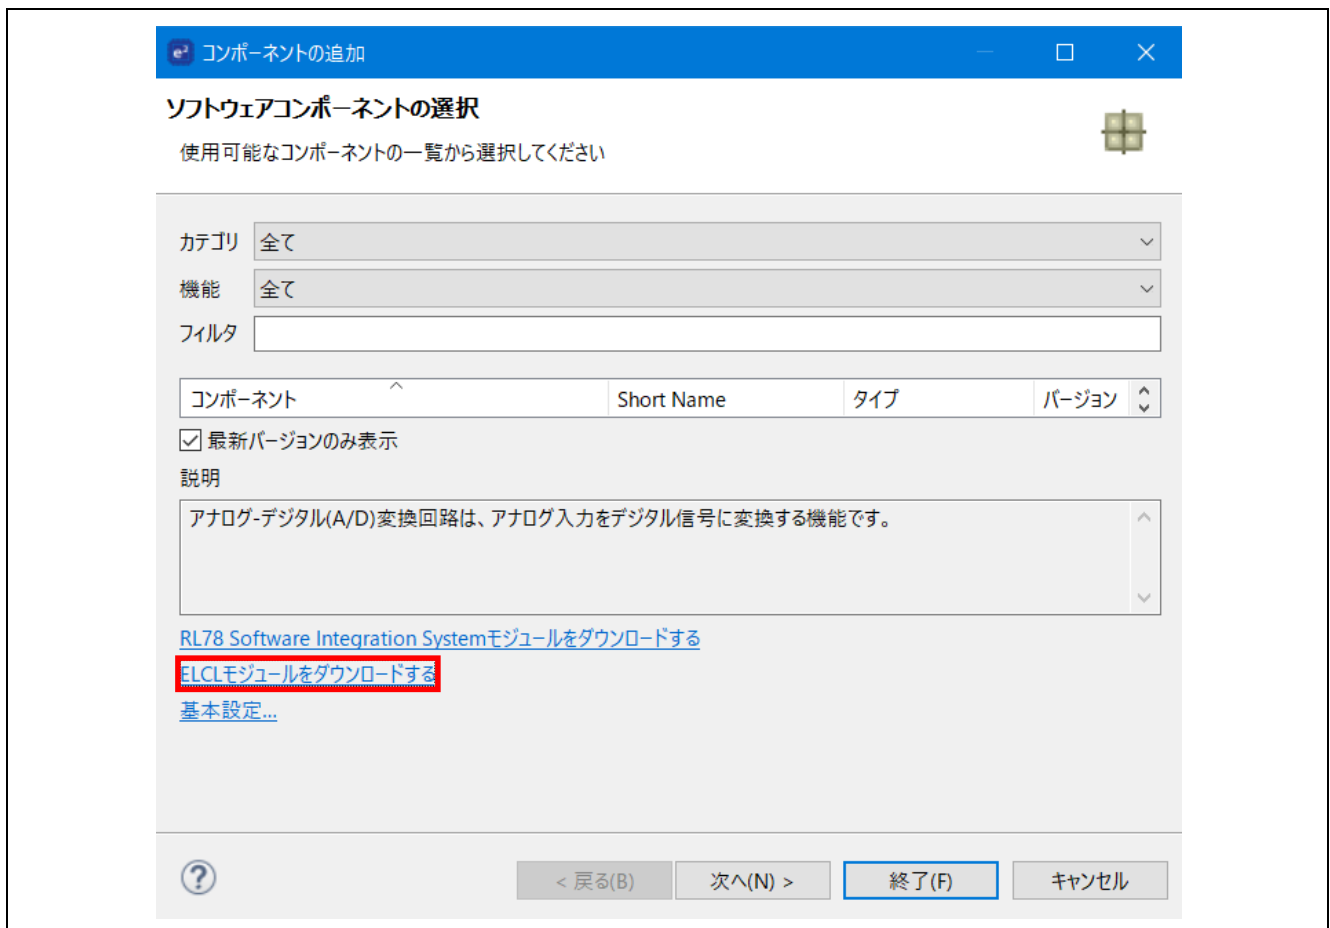 e² コンポーネントの追加
ソフトウェアコンポーネントの選択
使用可能なコンポーネントの一覧から選択してください
カテゴリ 全て
機能 全て
フィルタ
コンポーネント Short Name タイプ バージョン
最新バージョンのみ表示
説明
アナログ-デジタル(A/D)変換回路は、アナログ入力をデジタル信号に変換する機能です。
RL78 Software Integration Systemモジュールをダウンロードする
ELCLモジュールをダウンロードする
基本設定...
? < 戻る(B) 次へ(N) > 終了(F) キャンセル